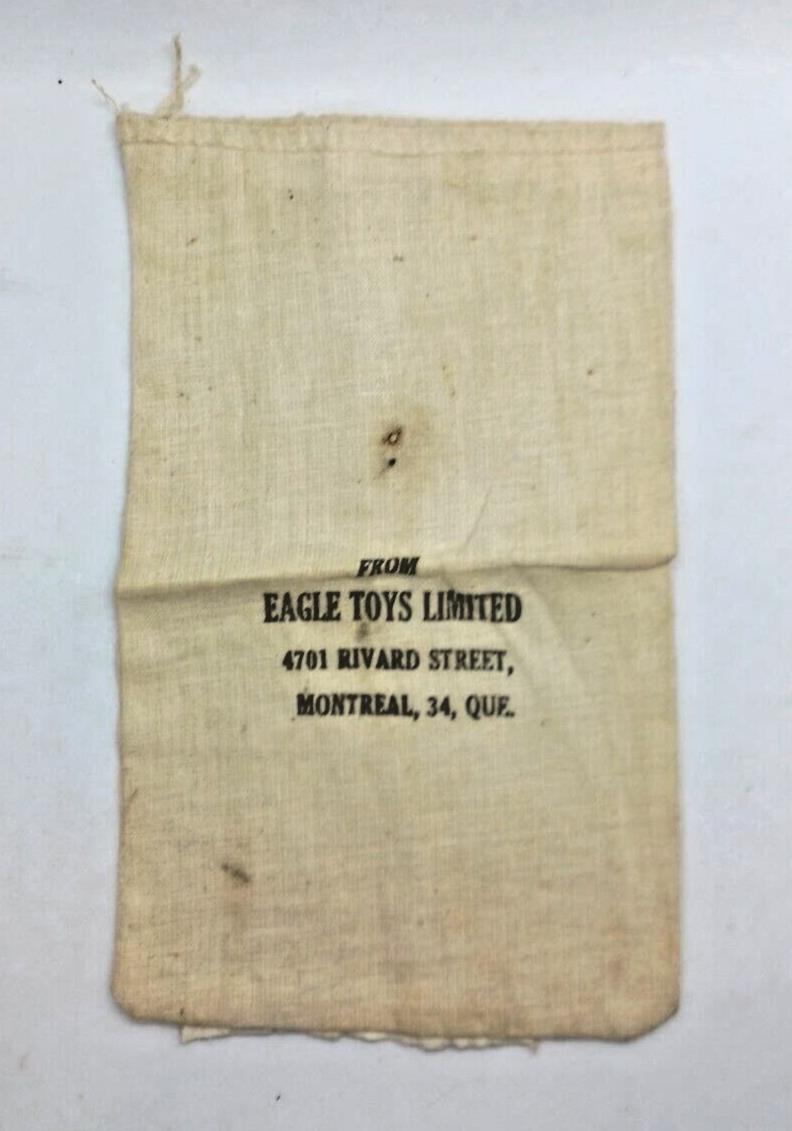 FROM
EAGLE TOYS LIMITED
4701 RIVARD STREET,
MONTREAL, 34, QUE.